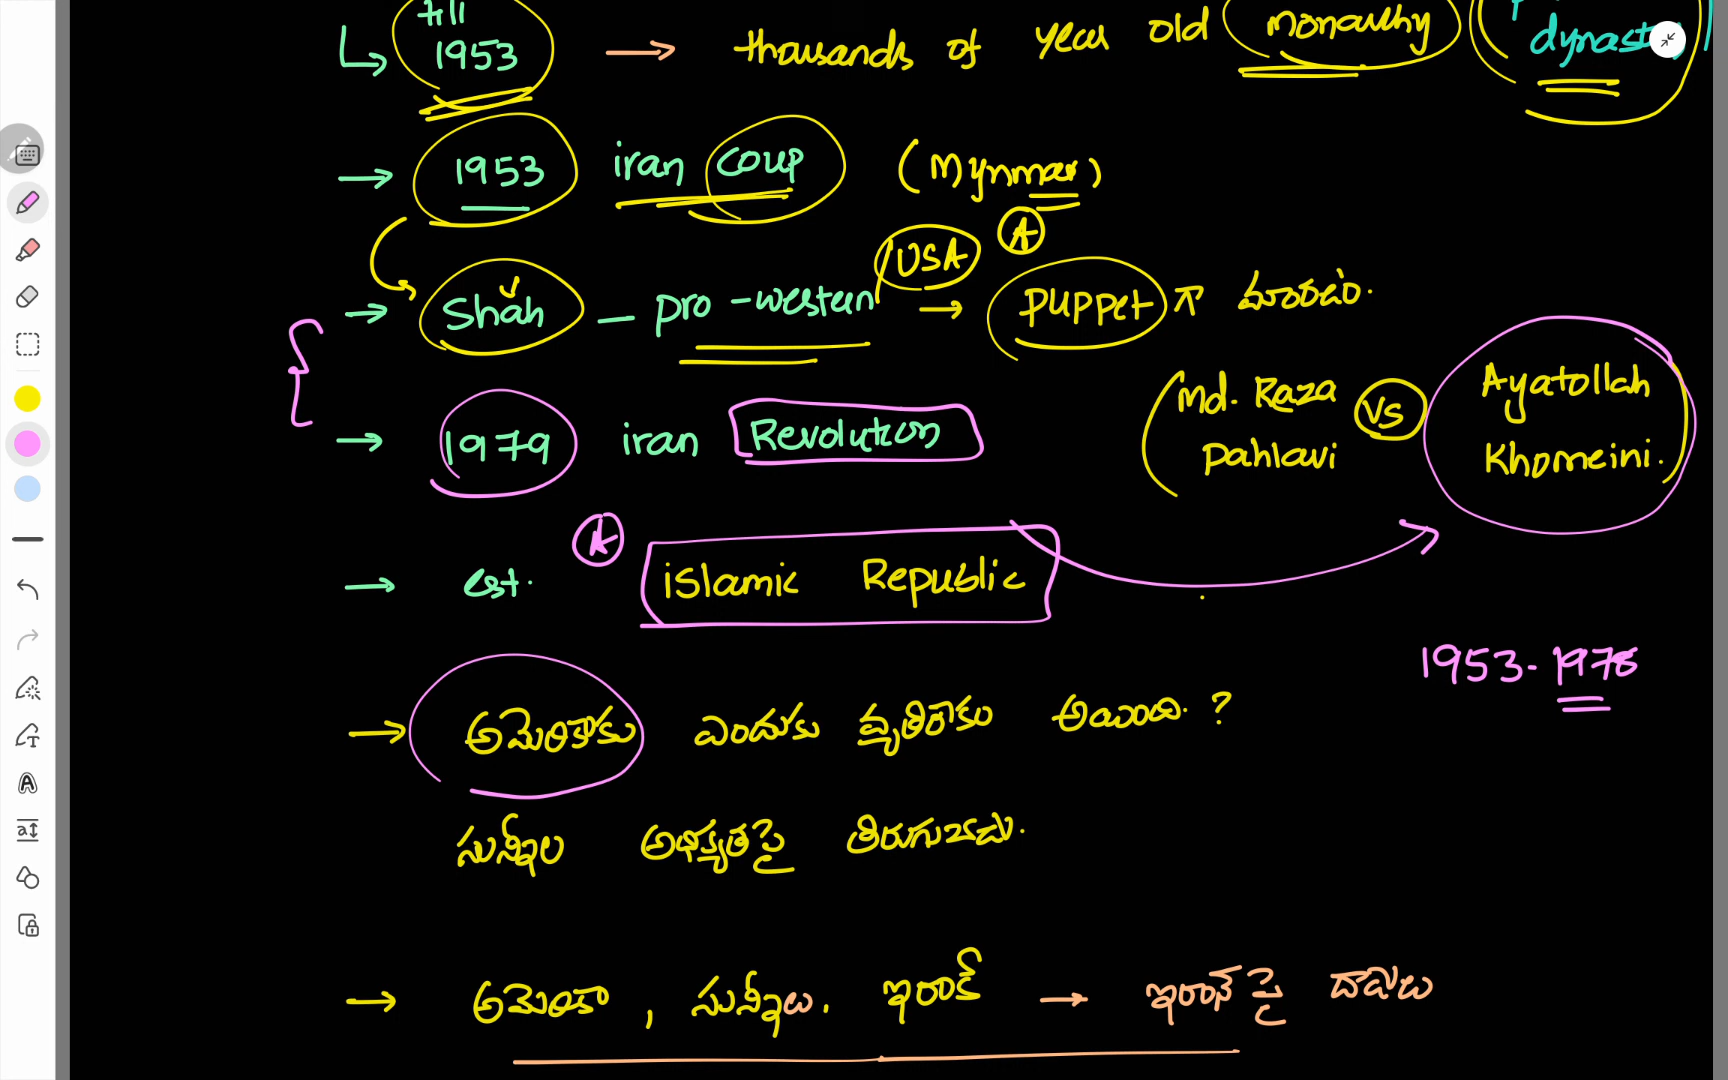 till
1953 → thousands of year old monarchy dynasty
→ 1953 iran coup (Mynmar)
USA A
→ Shah – pro-western → puppet గా మారడం.
→ 1979 iran Revolution (Md. Raza Pahlavi Vs Ayatollah Khomeini.)
→ est. islamic Republic
1953-1978
→ అమెరికాకు ఎందుకు వ్యతిరేకం అయింది. ?
సున్నీల ఆధిక్యతపై తిరుగుబాటు.
→ అమెరికా, సున్నీలు, ఇరాక్ → ఇరాన్ పై దాడులు